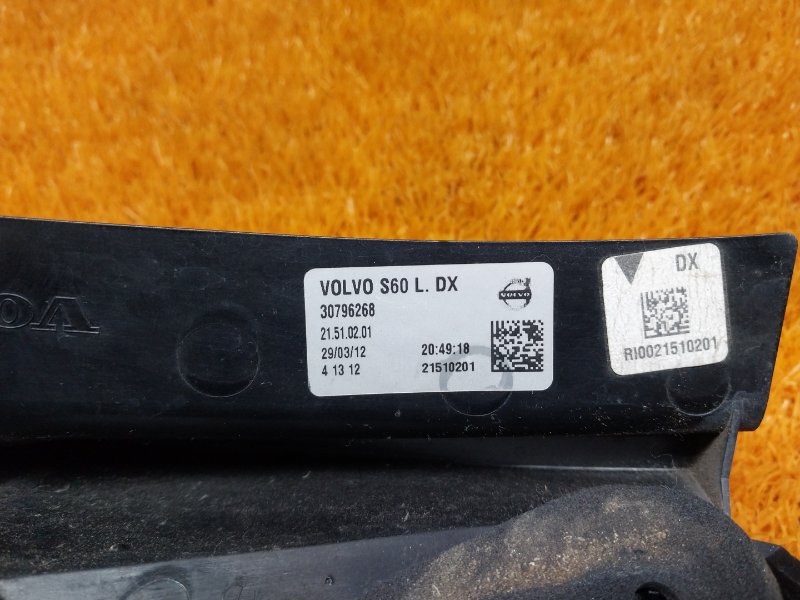 VOLVO S60 L. DX
VOLVO
30796268
21.51.02.01
29/03/12 20:49:18
4 13 12 21510201
DX
RI0021510201